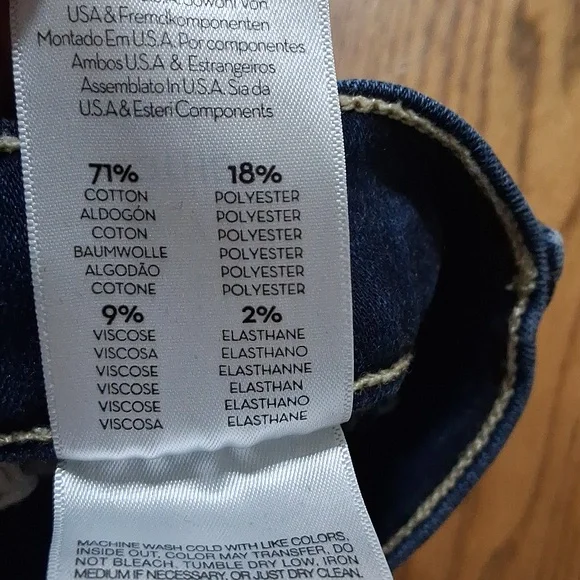 Sowohl von
USA & Fremdkomponenten
Montado Em U.S.A. Por componentes
Ambos U.S.A & Estrangeiros
Assemblato In U.S.A. Sia da
U.S.A & Esteri Components
71% 18%
COTTON POLYESTER
ALDOGÓN POLYESTER
COTON POLYESTER
BAUMWOLLE POLYESTER
ALGODÃO POLYESTER
COTONE POLYESTER
9% 2%
VISCOSE ELASTHANE
VISCOSA ELASTHANO
VISCOSE ELASTHANNE
VISCOSE ELASTHAN
VISCOSE ELASTHANO
VISCOSA ELASTHANE
MACHINE WASH COLD WITH LIKE COLORS,
INSIDE OUT. COLOR MAY TRANSFER, DO
NOT BLEACH. TUMBLE DRY LOW, IRON
MEDIUM IF NECESSARY, OR JUST DRY CLEAN.